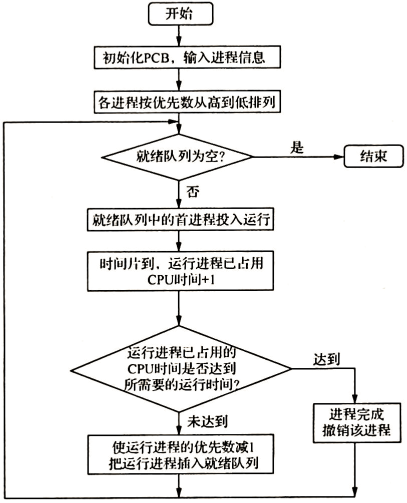 开始
初始化PCB，输入进程信息
各进程按优先数从高到低排列
就绪队列为空?
是
结束
否
就绪队列中的首进程投入运行
时间片到，运行进程已占用
CPU时间+1
运行进程已占用的
CPU时间是否达到
所需要的运行时间?
达到
未达到
进程完成
撤销该进程
使运行进程的优先数减1
把运行进程插入就绪队列